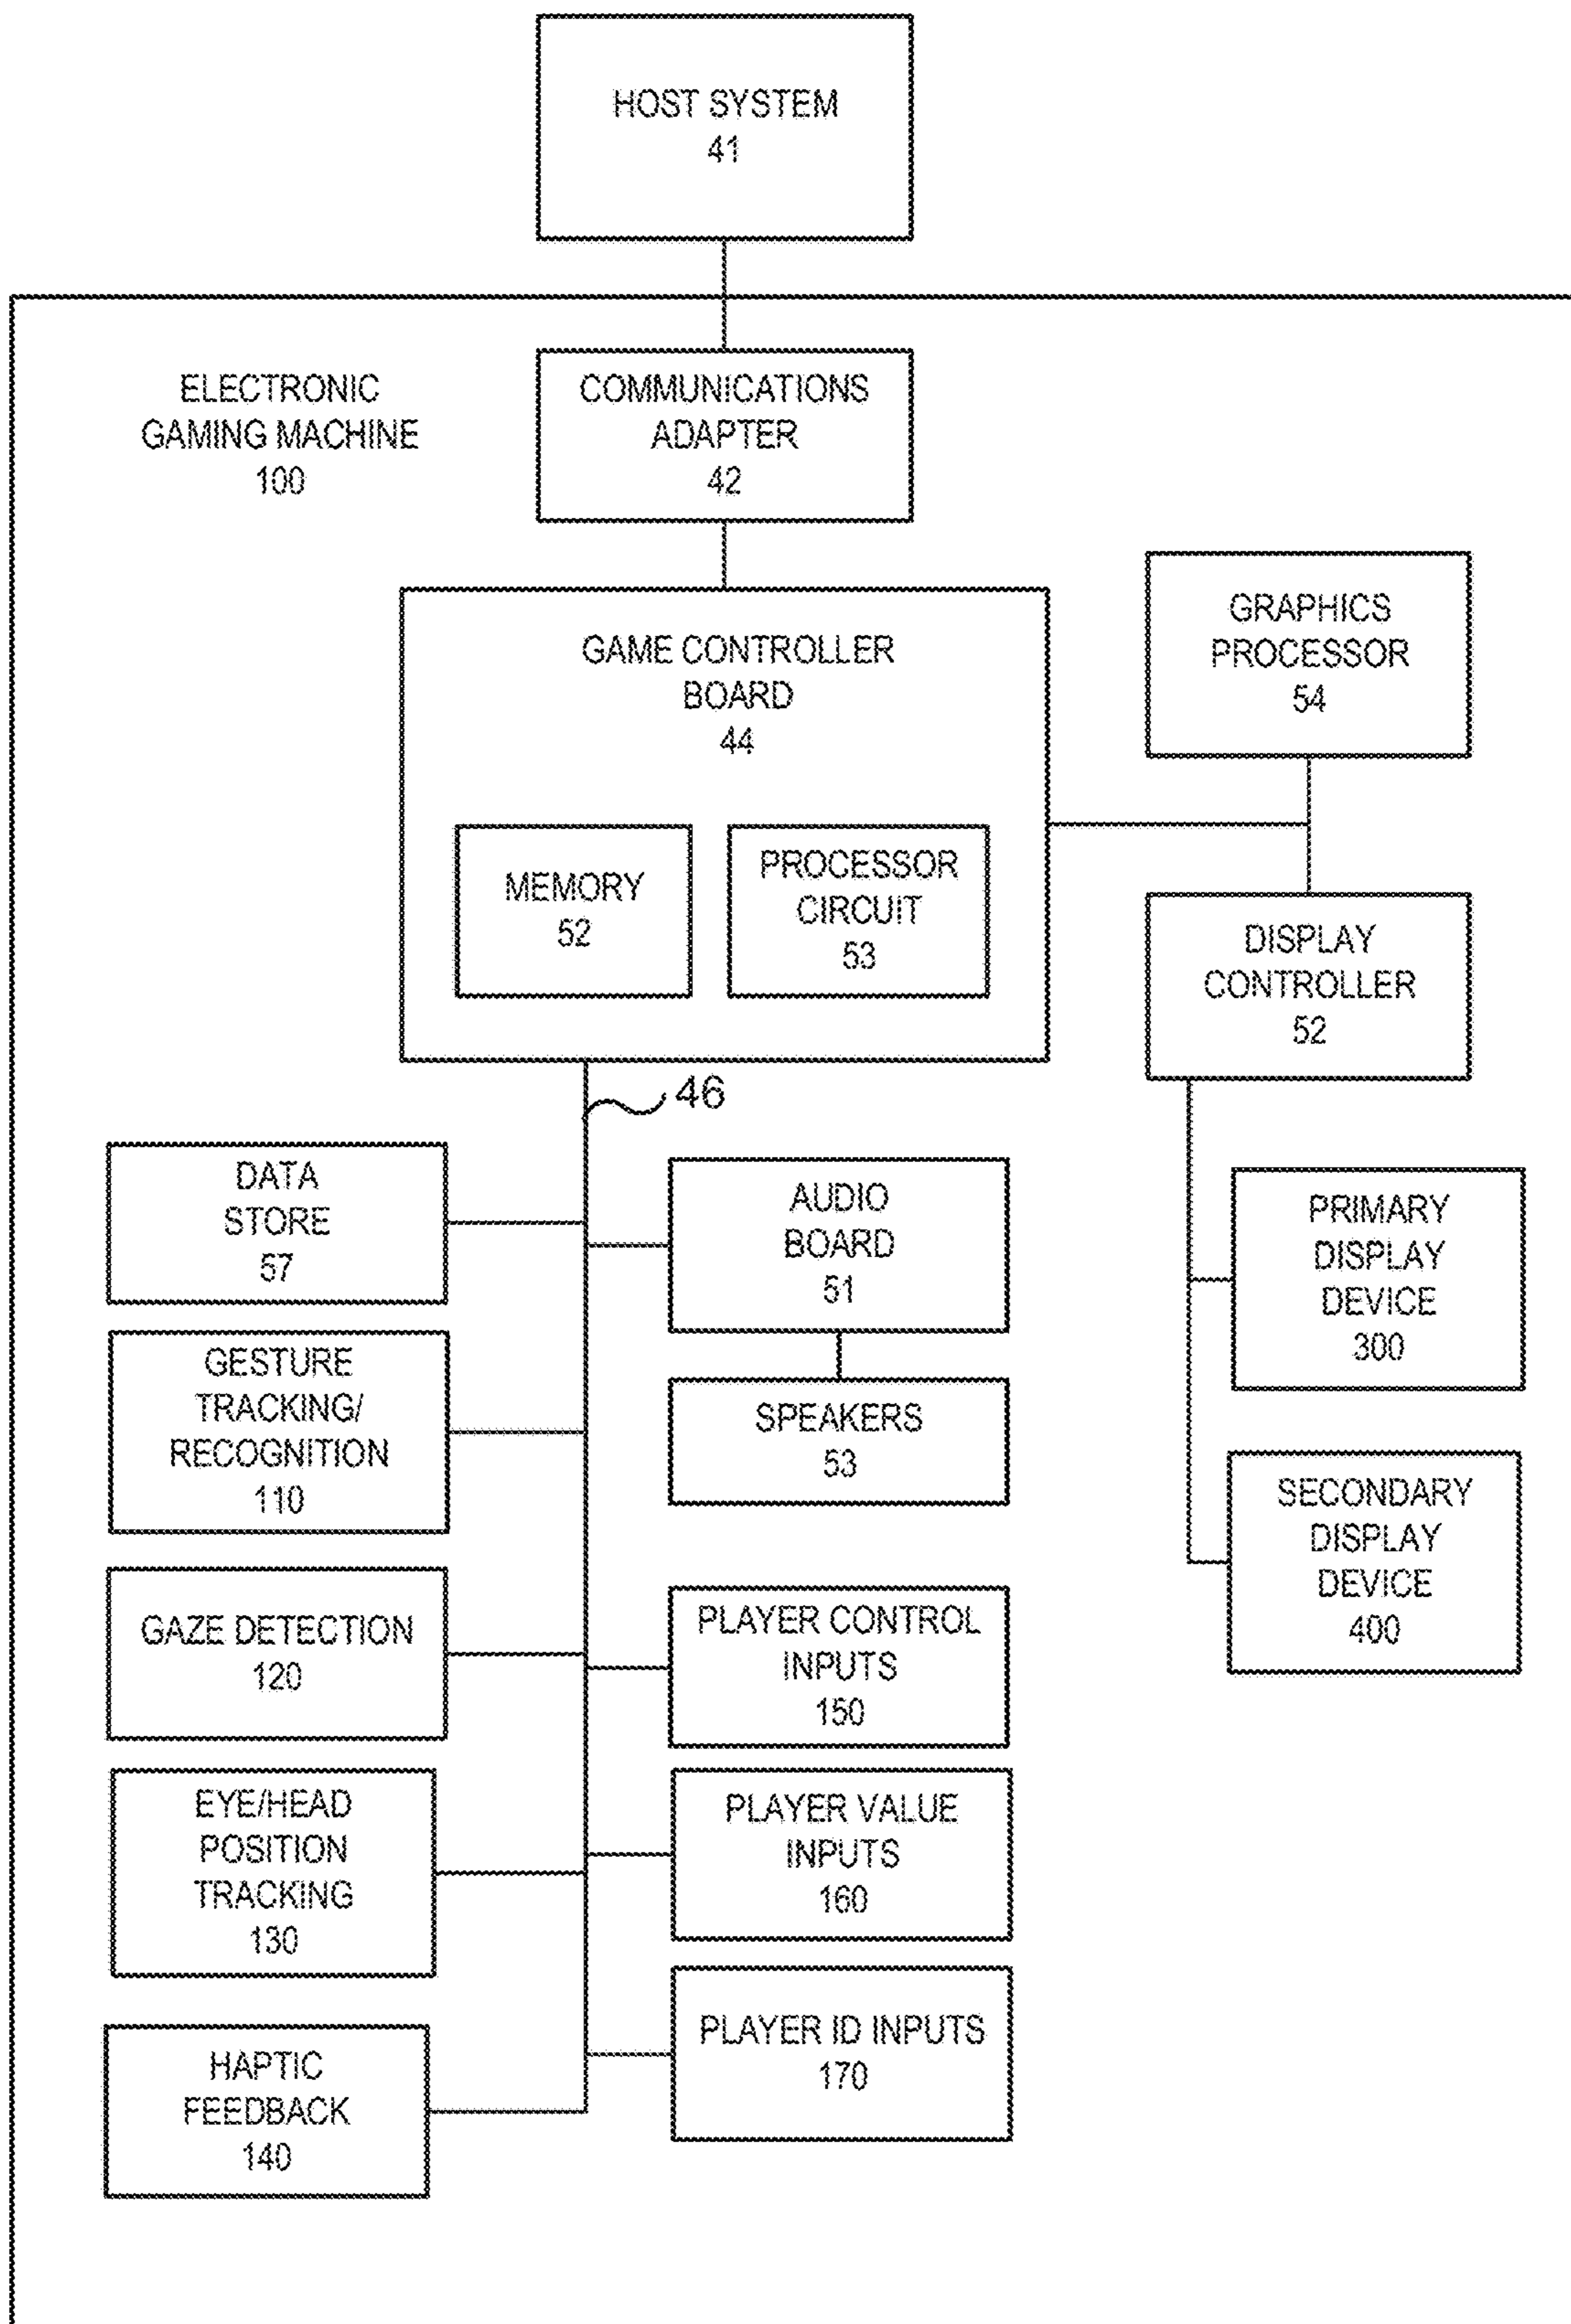 HOST SYSTEM
41
ELECTRONIC
GAMING MACHINE
100
COMMUNICATIONS
ADAPTER
42
GAME CONTROLLER
BOARD
44
MEMORY
52
PROCESSOR
CIRCUIT
53
GRAPHICS
PROCESSOR
54
DISPLAY
CONTROLLER
52
46
DATA
STORE
57
AUDIO
BOARD
51
PRIMARY
DISPLAY
DEVICE
300
GESTURE
TRACKING/
RECOGNITION
110
SPEAKERS
53
SECONDARY
DISPLAY
DEVICE
400
GAZE DETECTION
120
PLAYER CONTROL
INPUTS
150
EYE/HEAD
POSITION
TRACKING
130
PLAYER VALUE
INPUTS
160
HAPTIC
FEEDBACK
140
PLAYER ID INPUTS
170